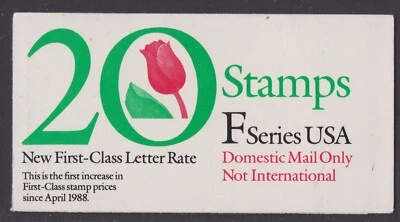 20 Stamps
F Series USA
New First-Class Letter Rate
Domestic Mail Only
This is the first increase in
Not International
First-Class stamp prices
since April 1988.